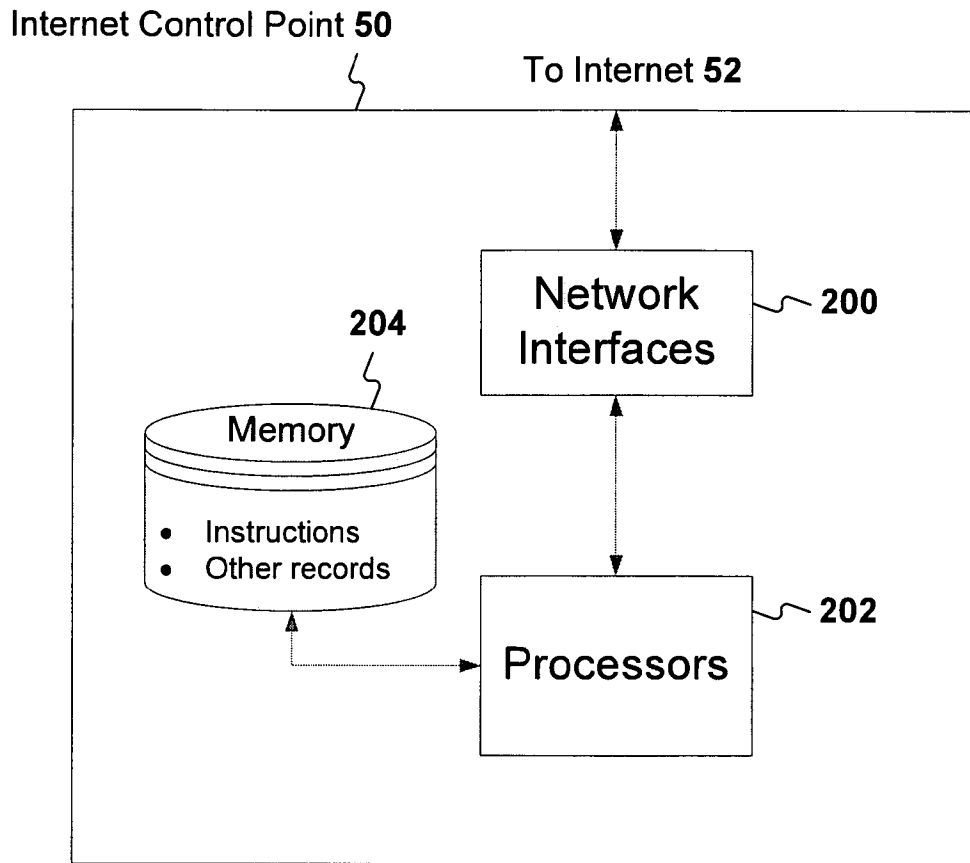 Internet Control Point 50
To Internet 52
Network
Interfaces
200
204
Memory
• Instructions
• Other records
202
Processors